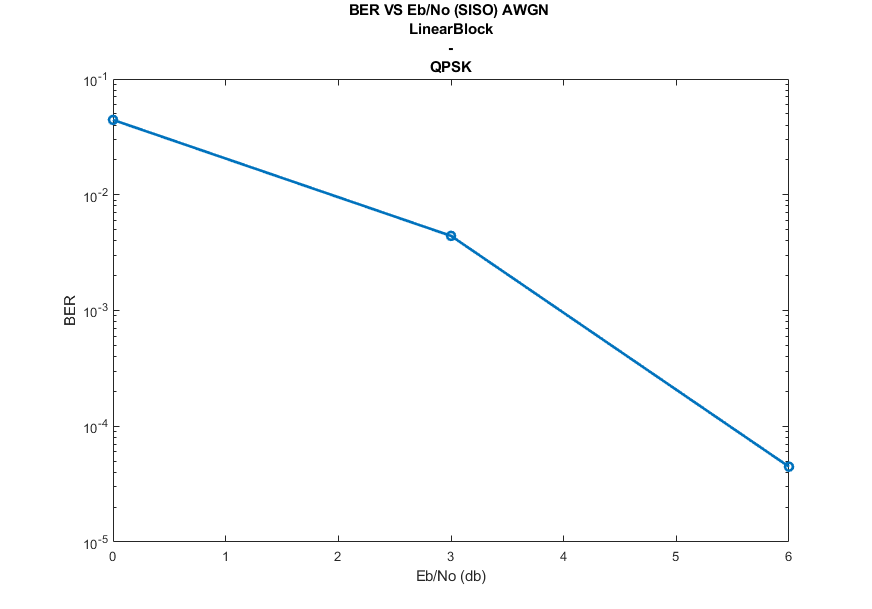 BER VS Eb/No (SISO) AWGN
LinearBlock
-
QPSK
10^-1
10^-2
10^-3
10^-4
10^-5
BER
0 1 2 3 4 5 6
Eb/No (db)